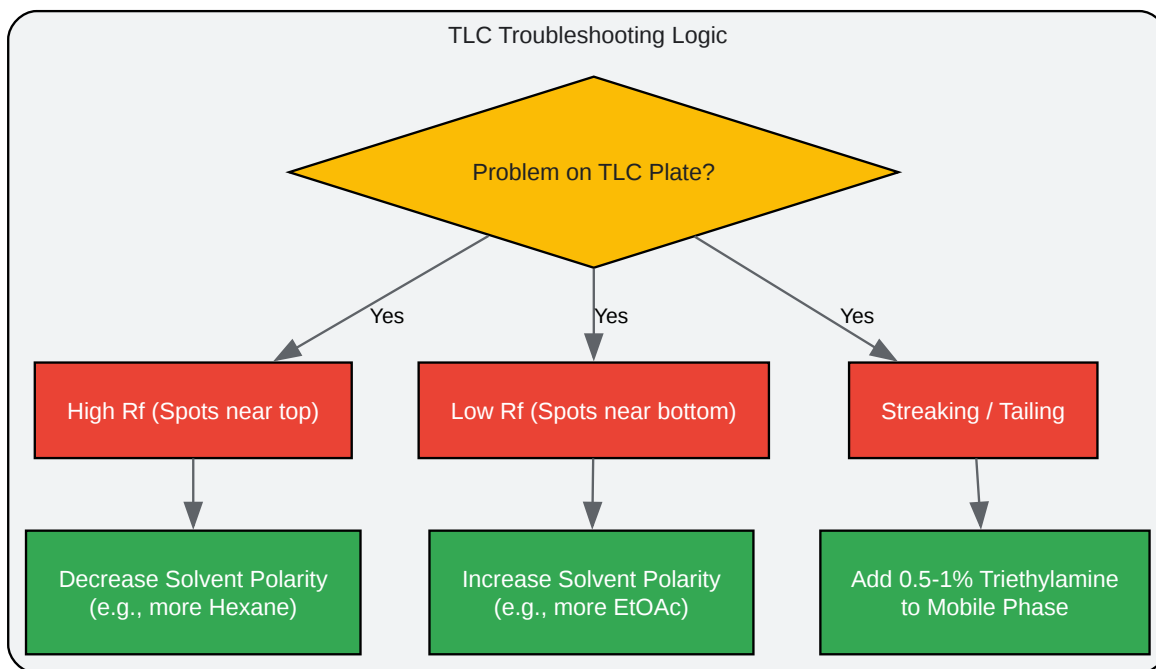 TLC Troubleshooting Logic
Problem on TLC Plate?
Yes
Yes
Yes
High Rf (Spots near top)
Low Rf (Spots near bottom)
Streaking / Tailing
Decrease Solvent Polarity
(e.g., more Hexane)
Increase Solvent Polarity
(e.g., more EtOAc)
Add 0.5-1% Triethylamine
to Mobile Phase